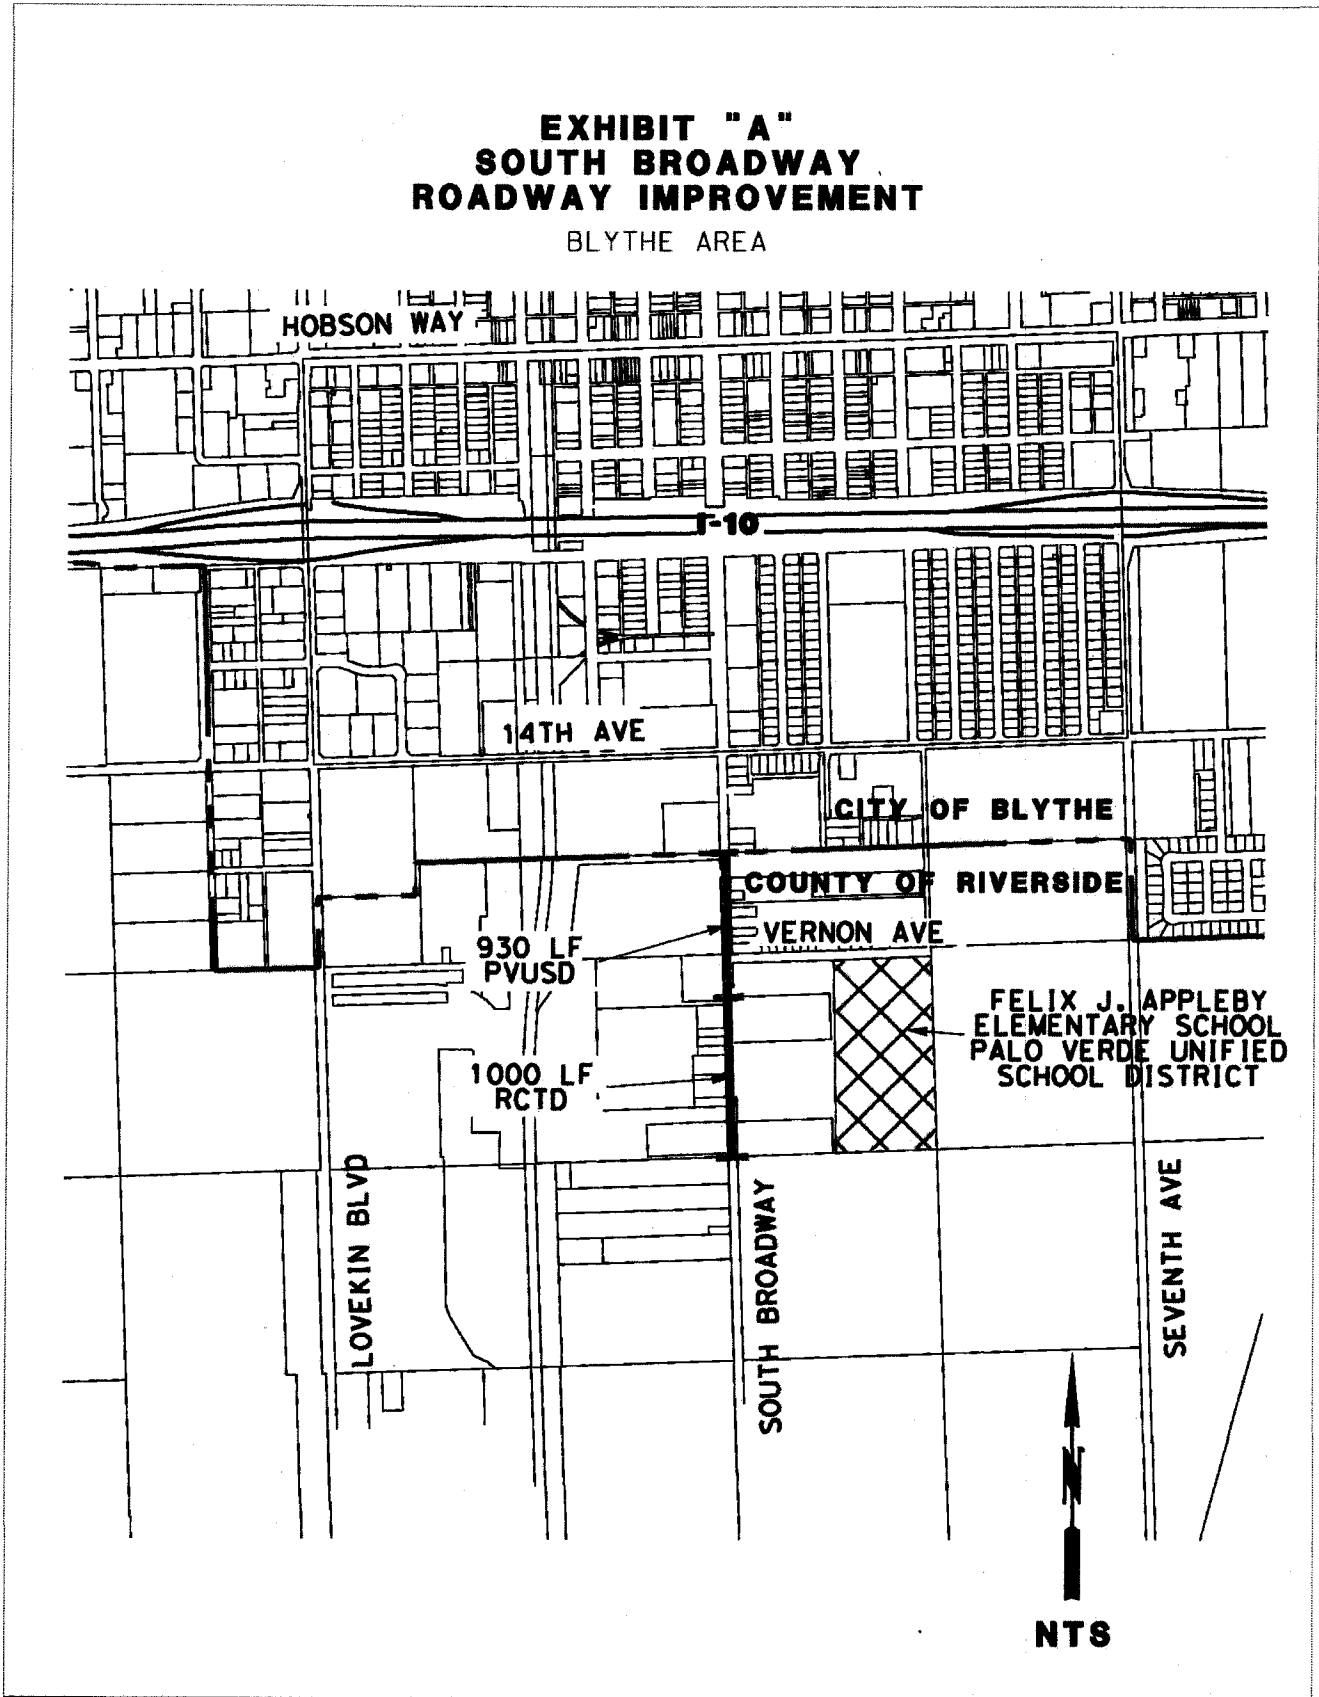 EXHIBIT "A"
SOUTH BROADWAY
ROADWAY IMPROVEMENT
BLYTHE AREA
HOBSON WAY
I-10
14TH AVE
CITY OF BLYTHE
COUNTY OF RIVERSIDE
930 LF
PVUSD
VERNON AVE
FELIX J. APPLEBY
ELEMENTARY SCHOOL
PALO VERDE UNIFIED
SCHOOL DISTRICT
1000 LF
RCTD
LOVEKIN BLVD
SOUTH BROADWAY
SEVENTH AVE
N
NTS